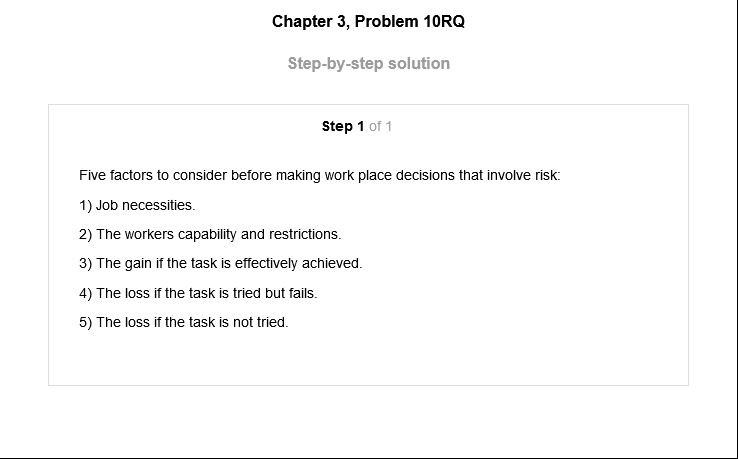 Chapter 3, Problem 10RQ
Step-by-step solution
Step 1 of 1
Five factors to consider before making work place decisions that involve risk:
1) Job necessities.
2) The workers capability and restrictions.
3) The gain if the task is effectively achieved.
4) The loss if the task is tried but fails.
5) The loss if the task is not tried.